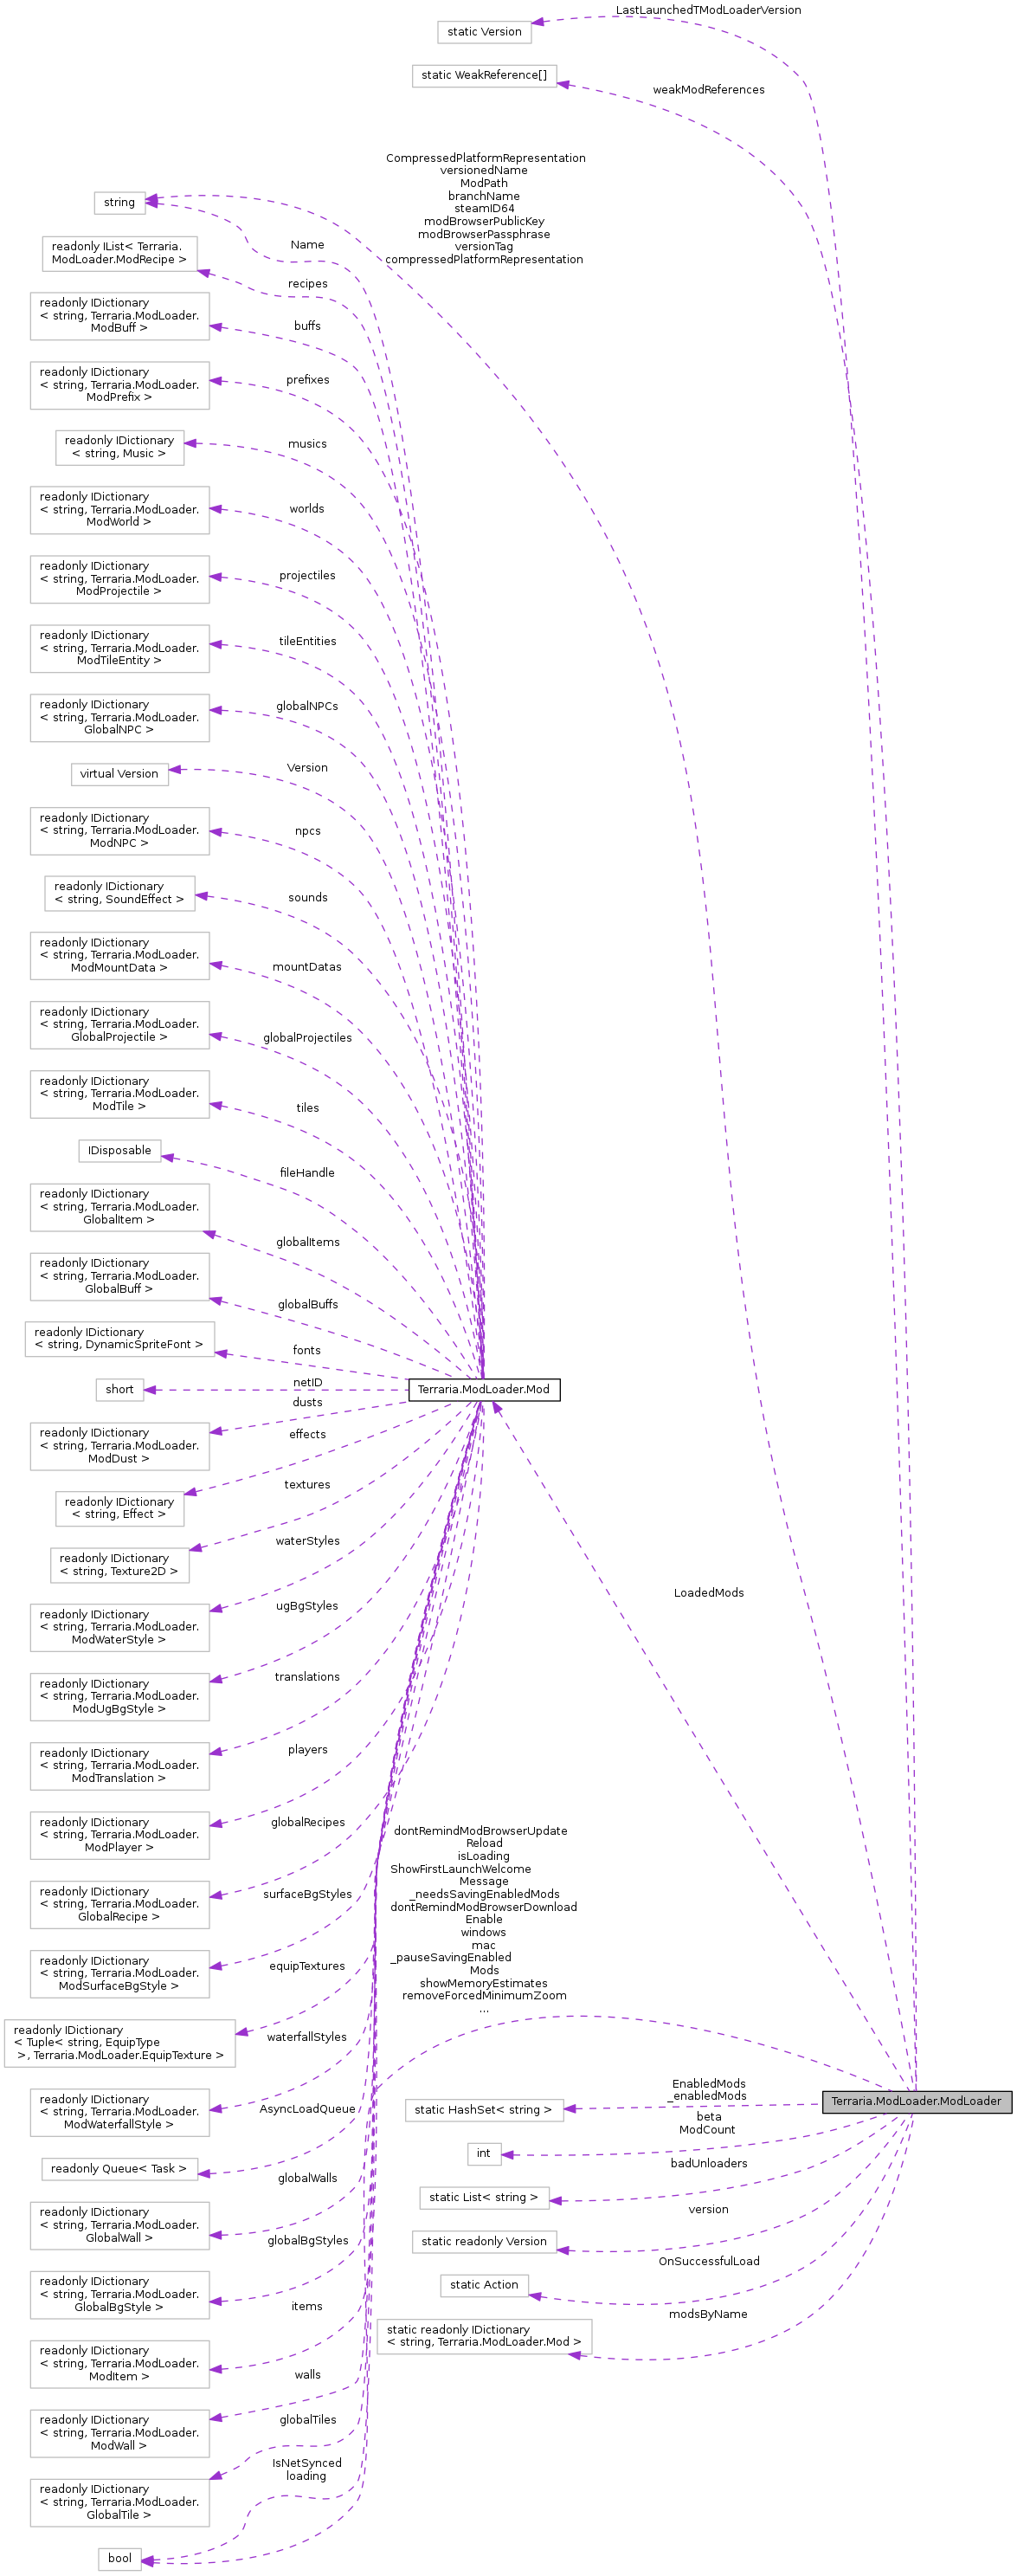 LastLaunchedTModLoaderVersion
static Version
static WeakReference[]
weakModReferences
CompressedPlatformRepresentation
versionedName
ModPath
branchName
steamID64
modBrowserPublicKey
modBrowserPassphrase
versionTag
compressedPlatformRepresentation
string
Name
readonly IList< Terraria.
ModLoader.ModRecipe >
recipes
readonly IDictionary
< string, Terraria.ModLoader.
ModBuff >
buffs
readonly IDictionary
< string, Terraria.ModLoader.
ModPrefix >
prefixes
readonly IDictionary
< string, Music >
musics
readonly IDictionary
< string, Terraria.ModLoader.
ModWorld >
worlds
readonly IDictionary
< string, Terraria.ModLoader.
ModProjectile >
projectiles
readonly IDictionary
< string, Terraria.ModLoader.
ModTileEntity >
tileEntities
readonly IDictionary
< string, Terraria.ModLoader.
GlobalNPC >
globalNPCs
virtual Version
Version
readonly IDictionary
< string, Terraria.ModLoader.
ModNPC >
npcs
readonly IDictionary
< string, SoundEffect >
sounds
readonly IDictionary
< string, Terraria.ModLoader.
ModMountData >
mountDatas
readonly IDictionary
< string, Terraria.ModLoader.
GlobalProjectile >
globalProjectiles
readonly IDictionary
< string, Terraria.ModLoader.
ModTile >
tiles
IDisposable
fileHandle
readonly IDictionary
< string, Terraria.ModLoader.
GlobalItem >
globalItems
readonly IDictionary
< string, Terraria.ModLoader.
GlobalBuff >
globalBuffs
readonly IDictionary
< string, DynamicSpriteFont >
fonts
short
netID
Terraria.ModLoader.Mod
dusts
readonly IDictionary
< string, Terraria.ModLoader.
ModDust >
effects
readonly IDictionary
< string, Effect >
textures
readonly IDictionary
< string, Texture2D >
waterStyles
readonly IDictionary
< string, Terraria.ModLoader.
ModWaterStyle >
LoadedMods
ugBgStyles
readonly IDictionary
< string, Terraria.ModLoader.
ModUgBgStyle >
translations
readonly IDictionary
< string, Terraria.ModLoader.
ModTranslation >
players
readonly IDictionary
< string, Terraria.ModLoader.
ModPlayer >
globalRecipes
readonly IDictionary
< string, Terraria.ModLoader.
GlobalRecipe >
surfaceBgStyles
readonly IDictionary
< string, Terraria.ModLoader.
ModSurfaceBgStyle >
dontRemindModBrowserUpdate
Reload
isLoading
ShowFirstLaunchWelcome
Message
_needsSavingEnabledMods
dontRemindModBrowserDownload
Enable
windows
mac
_pauseSavingEnabled
Mods
showMemoryEstimates
removeForcedMinimumZoom
...
equipTextures
readonly IDictionary
< Tuple< string, EquipType
>, Terraria.ModLoader.EquipTexture >
waterfallStyles
readonly IDictionary
< string, Terraria.ModLoader.
ModWaterfallStyle >
AsyncLoadQueue
readonly Queue< Task >
EnabledMods
_enabledMods
static HashSet< string >
Terraria.ModLoader.ModLoader
beta
ModCount
int
badUnloaders
static List< string >
version
static readonly Version
OnSuccessfulLoad
static Action
modsByName
static readonly IDictionary
< string, Terraria.ModLoader.Mod >
globalWalls
readonly IDictionary
< string, Terraria.ModLoader.
GlobalWall >
globalBgStyles
readonly IDictionary
< string, Terraria.ModLoader.
GlobalBgStyle >
items
readonly IDictionary
< string, Terraria.ModLoader.
ModItem >
walls
readonly IDictionary
< string, Terraria.ModLoader.
ModWall >
globalTiles
readonly IDictionary
< string, Terraria.ModLoader.
GlobalTile >
IsNetSynced
loading
bool